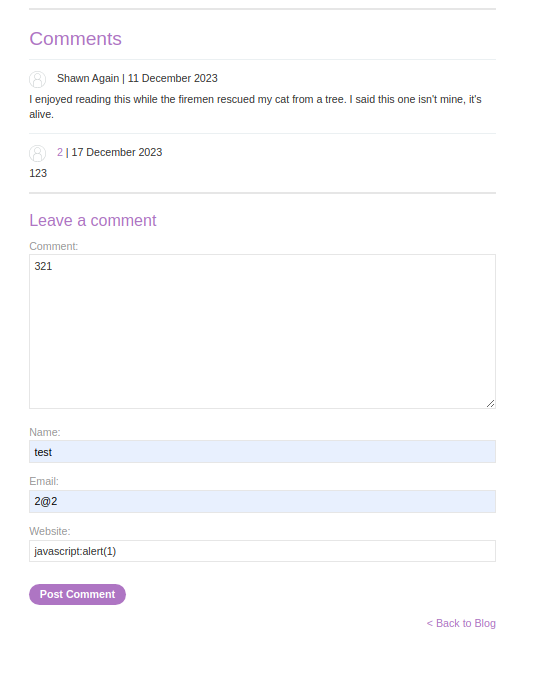 Comments
Shawn Again | 11 December 2023
I enjoyed reading this while the firemen rescued my cat from a tree. I said this one isn't mine, it's
alive.
2 | 17 December 2023
123
Leave a comment
Comment:
321
Name:
test
Email:
2@2
Website:
javascript:alert(1)
Post Comment
< Back to Blog